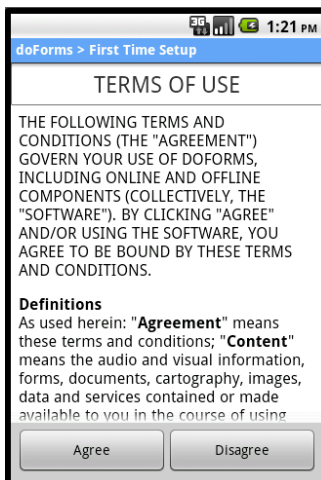 3G 1:21 PM
doForms > First Time Setup
TERMS OF USE
THE FOLLOWING TERMS AND
CONDITIONS (THE "AGREEMENT")
GOVERN YOUR USE OF DOFORMS,
INCLUDING ONLINE AND OFFLINE
COMPONENTS (COLLECTIVELY, THE
"SOFTWARE"). BY CLICKING "AGREE"
AND/OR USING THE SOFTWARE, YOU
AGREE TO BE BOUND BY THESE TERMS
AND CONDITIONS.
Definitions
As used herein: "Agreement" means
these terms and conditions; "Content"
means the audio and visual information,
forms, documents, cartography, images,
data and services contained or made
available to you in the course of using
Agree Disagree